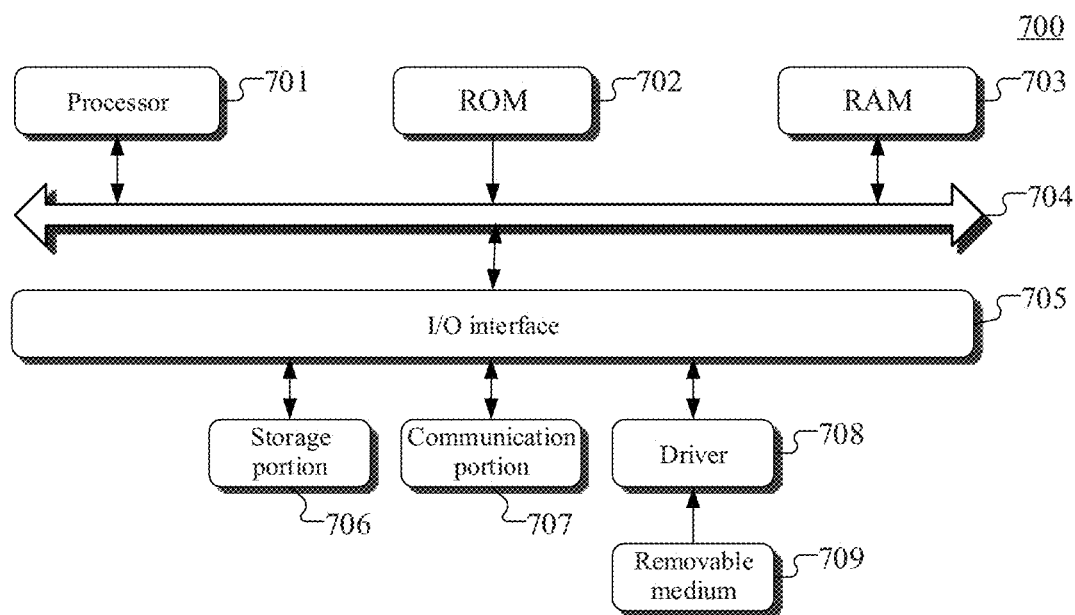 700
Processor
701
ROM
702
RAM
703
704
I/O interface
705
Storage
portion
706
Communication
portion
707
Driver
708
Removable
medium
709